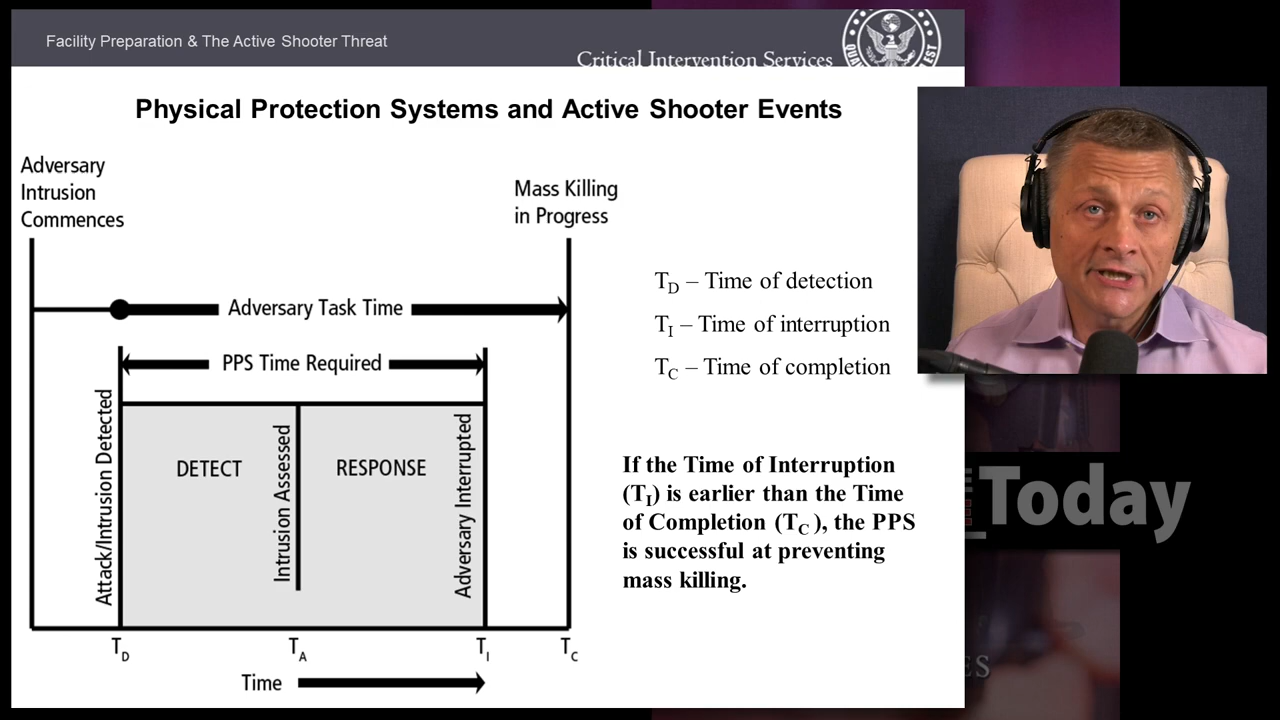 Facility Preparation & The Active Shooter Threat
Critical Intervention Services
Physical Protection Systems and Active Shooter Events
Adversary
Intrusion
Commences
Mass Killing
in Progress
Adversary Task Time
PPS Time Required
Attack/Intrusion Detected
DETECT
Intrusion Assessed
RESPONSE
Adversary Interrupted
TD
TA
TI
TC
Time
TD – Time of detection
TI – Time of interruption
TC – Time of completion
If the Time of Interruption
(TI) is earlier than the Time
of Completion (TC ), the PPS
is successful at preventing
mass killing.
Today